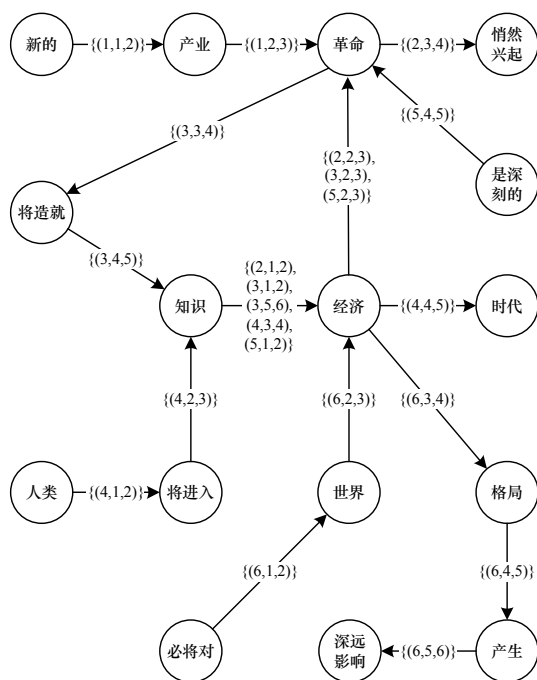 新的
{(1,1,2)}
产业
{(1,2,3)}
革命
{(2,3,4)}
悄然
兴起
{(3,3,4)}
{(5,4,5)}
{(2,2,3),
(3,2,3),
(5,2,3)}
是深
刻的
将造就
{(3,4,5)}
知识
{(2,1,2),
(3,1,2),
(3,5,6),
(4,3,4),
(5,1,2)}
经济
{(4,4,5)}
时代
{(4,2,3)}
{(6,2,3)}
{(6,3,4)}
人类
{(4,1,2)}
将进入
世界
格局
{(6,1,2)}
{(6,4,5)}
必将对
深远
影响
{(6,5,6)}
产生